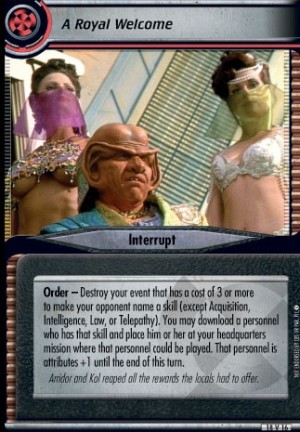 A Royal Welcome
Interrupt
Order – Destroy your event that has a cost of 3 or more
to make your opponent name a skill (except Acquisition,
Intelligence, Law, or Telepathy). You may download a personnel
who has that skill and place him or her at your headquarters
mission where that personnel could be played. That personnel is
attributes +1 until the end of this turn.
Arridor and Kol reaped all the rewards the locals had to offer.
18 V 16